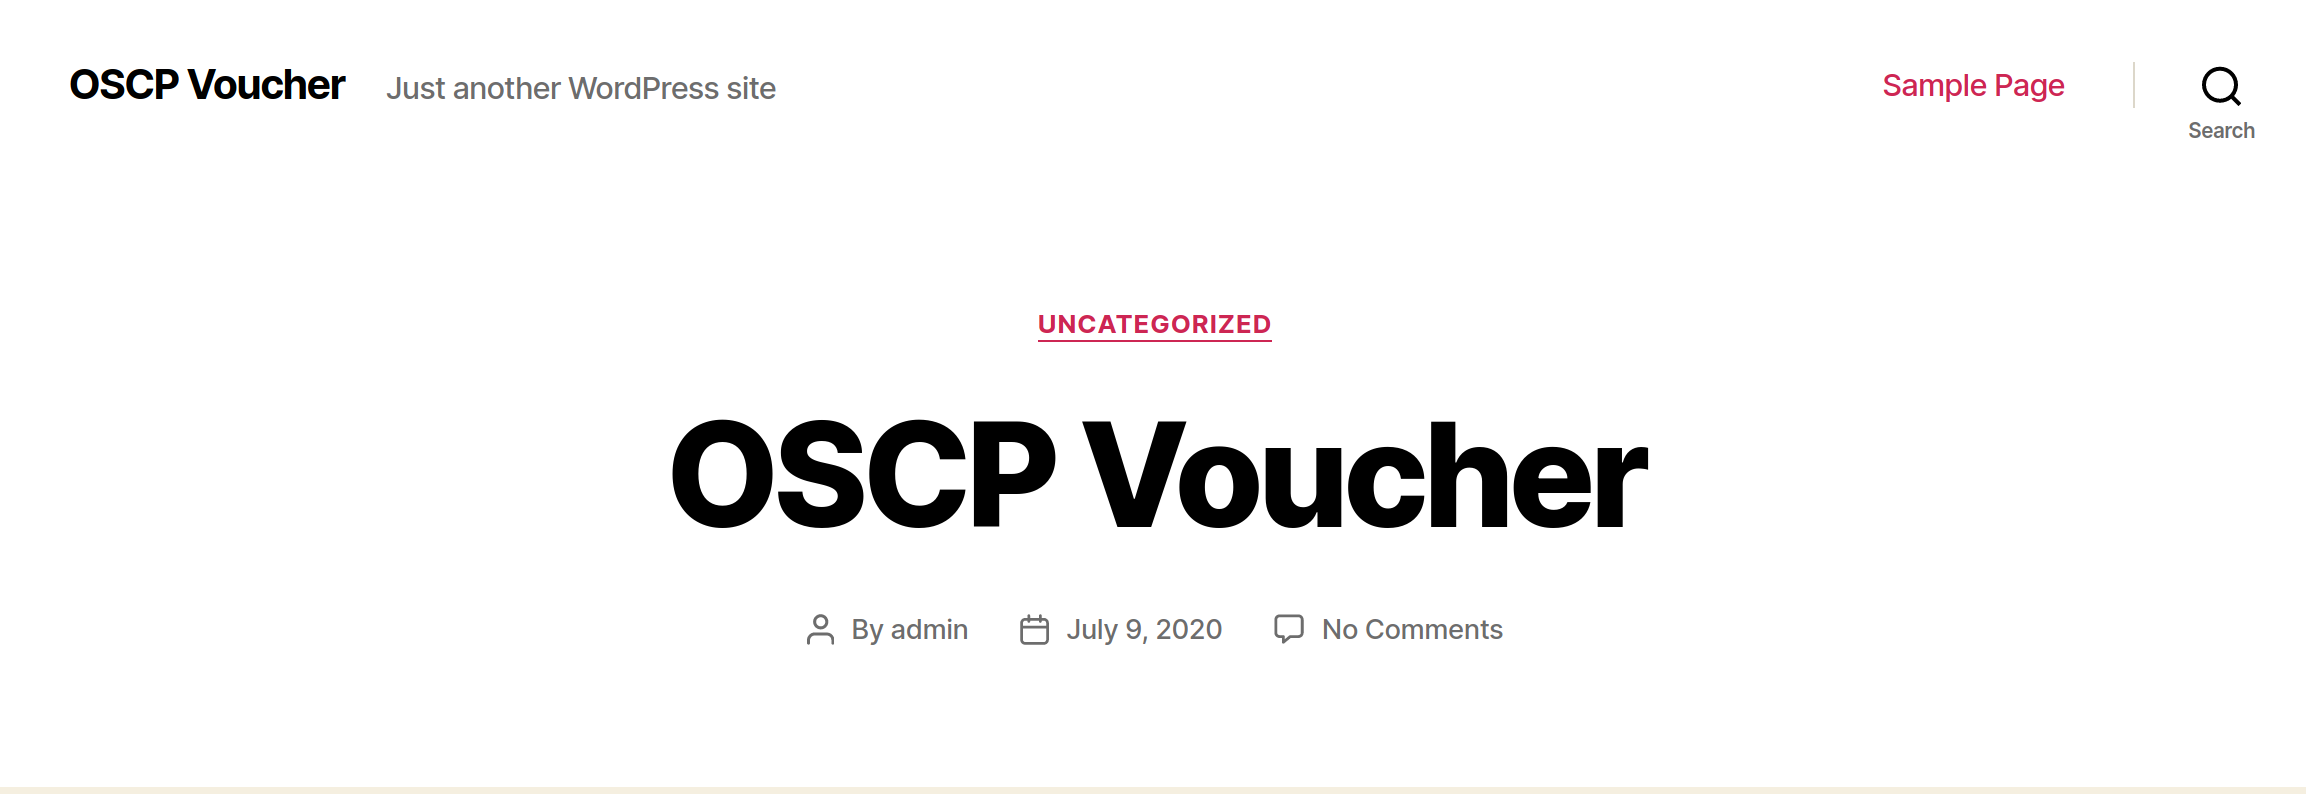 OSCP Voucher Just another WordPress site Sample Page
Search
UNCATEGORIZED
OSCP Voucher
By admin July 9, 2020 No Comments